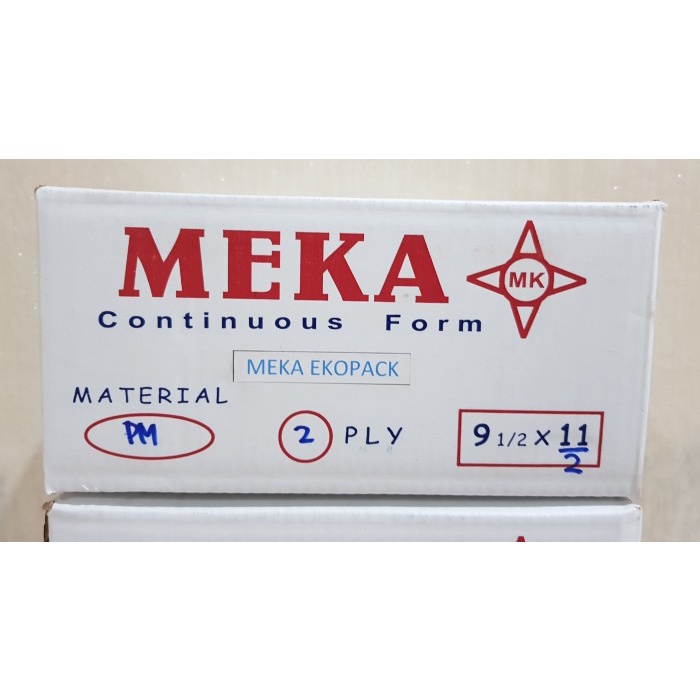 MEKA
MK
Continuous Form
MEKA EKOPACK
MATERIAL
PM
2 PLY
9 1/2 X 11/2